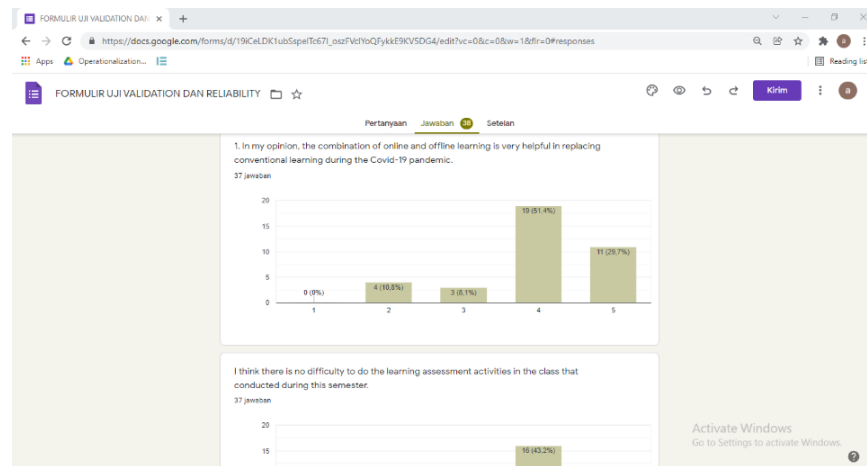 FORMULIR UJI VALIDATION DAN
https://docs.google.com/forms/d/19iCeLDK1ubSspelTc67I_oszFVclYoQFykkE9KV5DG4/edit?vc=0&c=0&w=1&flr=0#responses
Apps Operationalization... Reading list
FORMULIR UJI VALIDATION DAN RELIABILITY Kirim a
Pertanyaan Jawaban 38 Setelan
1. In my opinion, the combination of online and offline learning is very helpful in replacing
conventional learning during the Covid-19 pandemic.
37 jawaban
20
15
10
5
0
0 (0%)
4 (10,8%)
3 (8,1%)
19 (51,4%)
11 (29,7%)
1 2 3 4 5
I think there is no difficulty to do the learning assessment activities in the class that
conducted during this semester.
37 jawaban
20
15
16 (43,2%)
Activate Windows
Go to Settings to activate Windows.